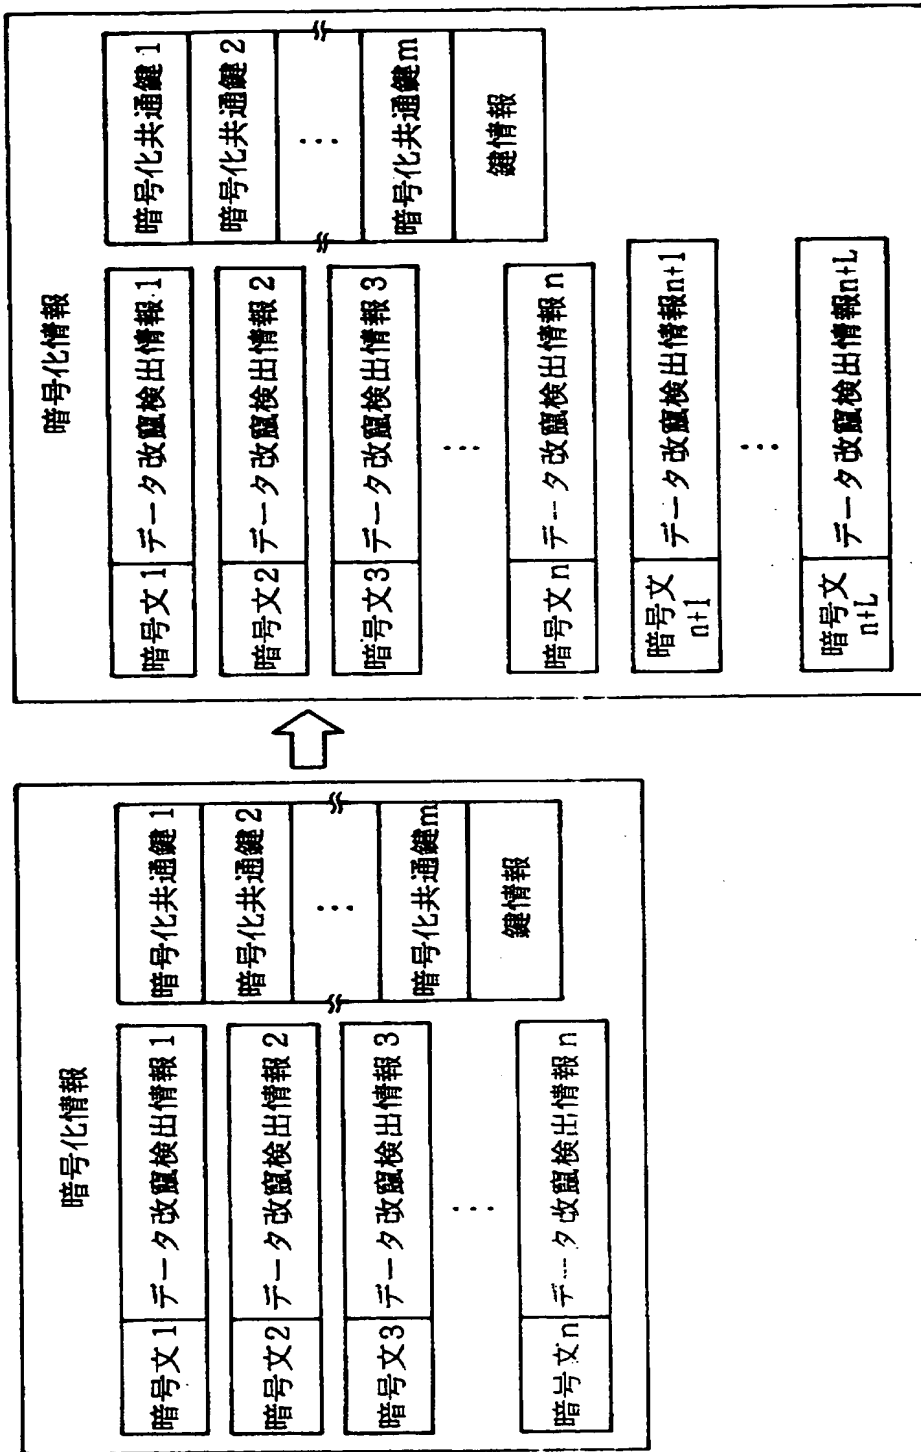 暗号化情報
暗号文1 データ改竄検出情報1
暗号文2 データ改竄検出情報2
暗号文3 データ改竄検出情報3
…
暗号文n データ改竄検出情報n
暗号化共通鍵1
暗号化共通鍵2
…
暗号化共通鍵m
鍵情報
暗号化情報
暗号文1 データ改竄検出情報1
暗号文2 データ改竄検出情報2
暗号文3 データ改竄検出情報3
…
暗号文n データ改竄検出情報n
暗号文
n+1
データ改竄検出情報n+1
…
暗号文
n+L
データ改竄検出情報n+L
暗号化共通鍵1
暗号化共通鍵2
…
暗号化共通鍵m
鍵情報